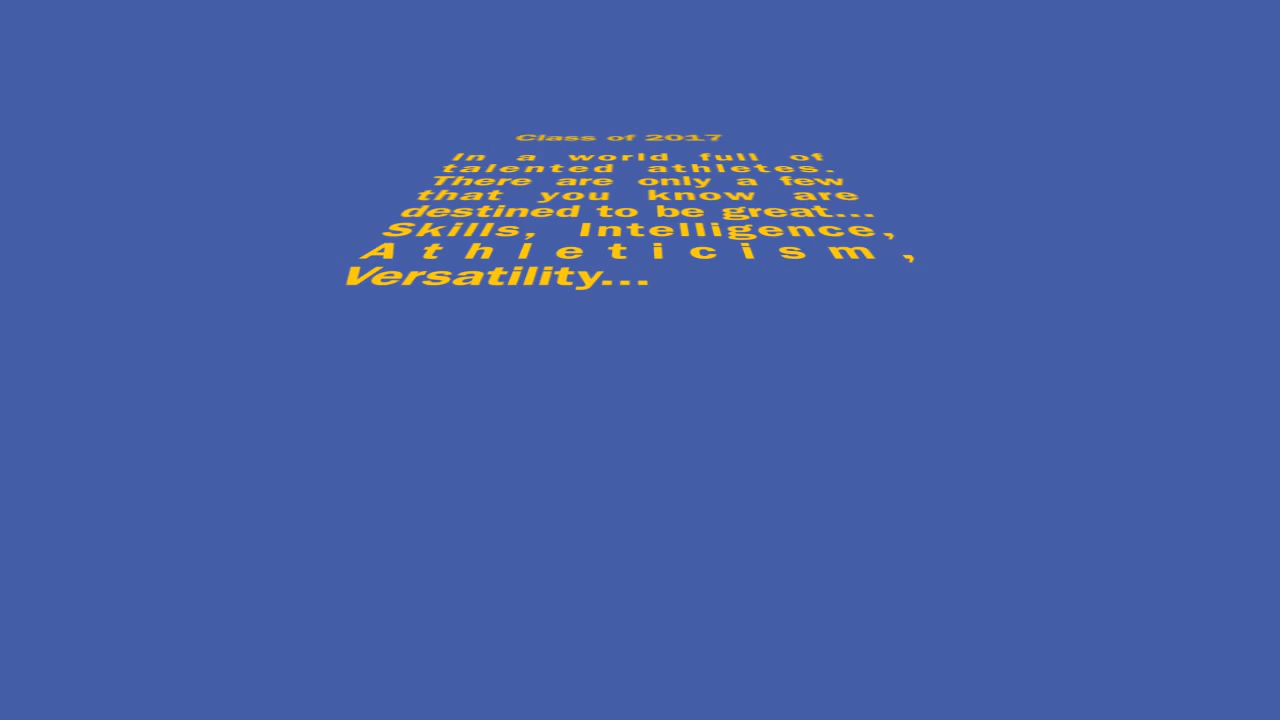 Class of 2017
In a world full of
talented athletes.
There are only a few
that you know are
destined to be great...
Skills, Intelligence,
Athleticism,
Versatility...